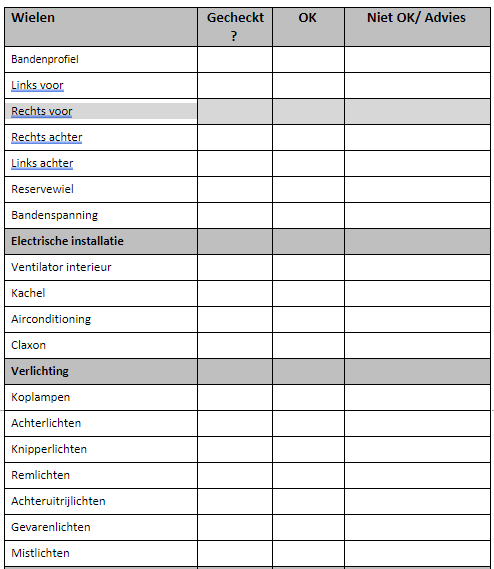 Wielen Gecheckt OK Niet OK/ Advies
?
Bandenprofiel
Links voor
Rechts voor
Rechts achter
Links achter
Reservewiel
Bandenspanning
Electrische installatie
Ventilator interieur
Kachel
Airconditioning
Claxon
Verlichting
Koplampen
Achterlichten
Knipperlichten
Remlichten
Achteruitrijlichten
Gevarenlichten
Mistlichten